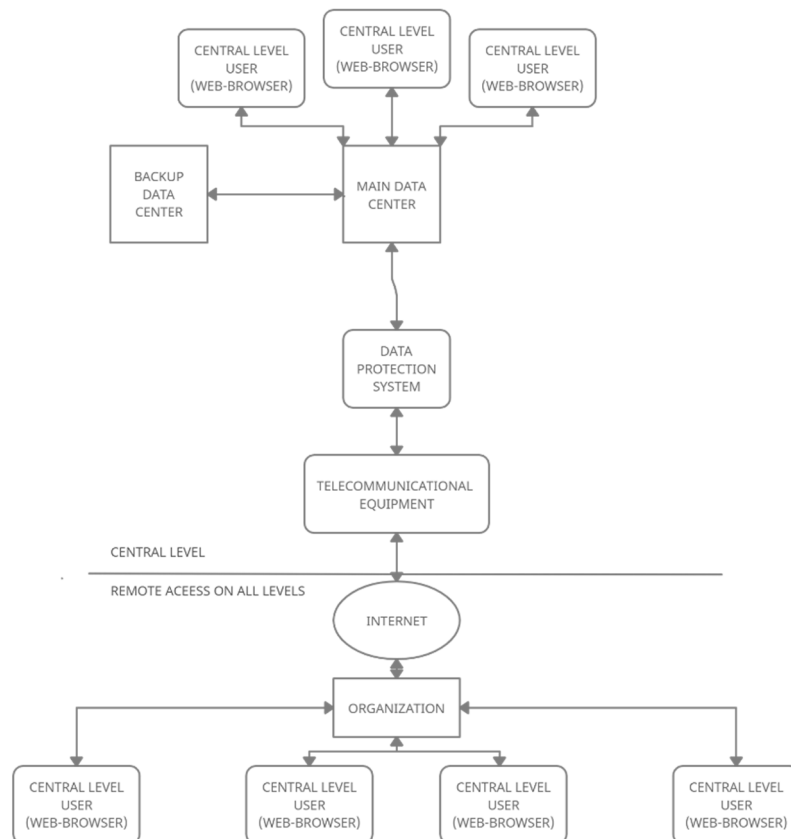 CENTRAL LEVEL
USER
(WEB-BROWSER)
CENTRAL LEVEL
USER
(WEB-BROWSER)
CENTRAL LEVEL
USER
(WEB-BROWSER)
BACKUP
DATA
CENTER
MAIN DATA
CENTER
DATA
PROTECTION
SYSTEM
TELECOMMUNICATIONAL
EQUIPMENT
CENTRAL LEVEL
REMOTE ACEESS ON ALL LEVELS
INTERNET
ORGANIZATION
CENTRAL LEVEL
USER
(WEB-BROWSER)
CENTRAL LEVEL
USER
(WEB-BROWSER)
CENTRAL LEVEL
USER
(WEB-BROWSER)
CENTRAL LEVEL
USER
(WEB-BROWSER)